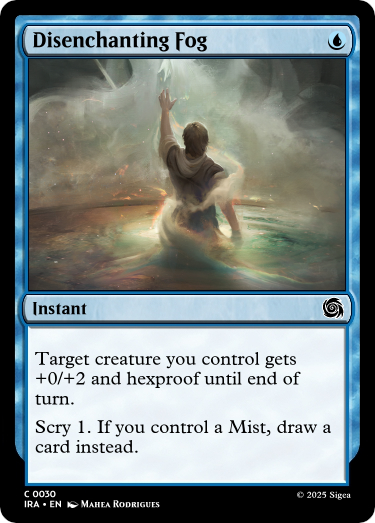 Disenchanting Fog
Instant
Target creature you control gets
+0/+2 and hexproof until end of
turn.
Scry 1. If you control a Mist, draw a
card instead.
C 0030
IRA • EN Mahea Rodrigues
© 2025 Sigea